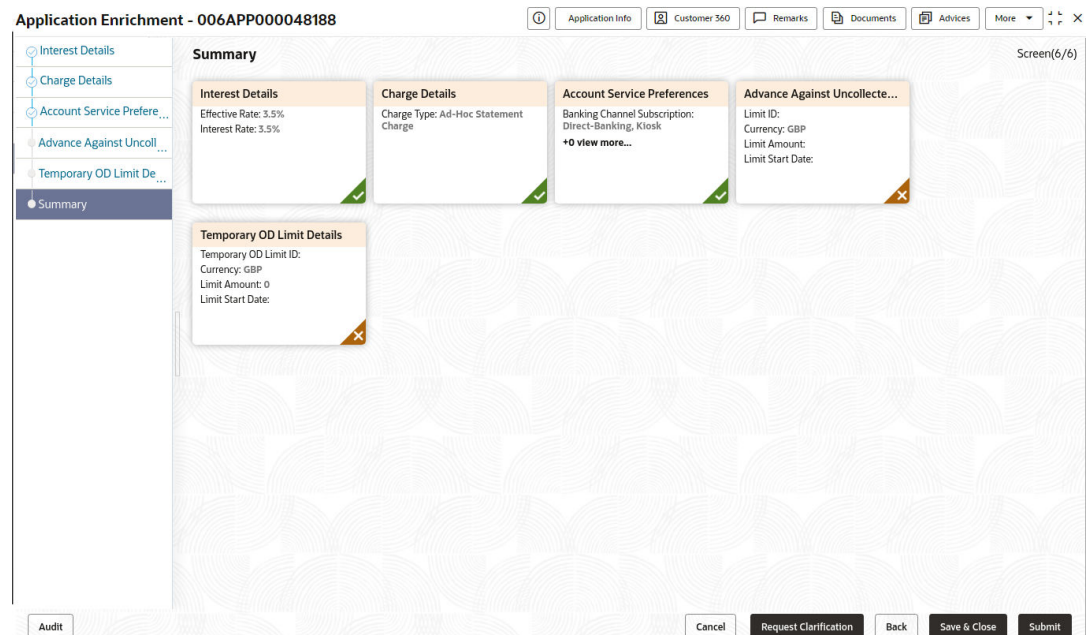 Application Enrichment - 006APP000048188
Application Info
Customer 360
Remarks
Documents
Advices
More
Interest Details
Charge Details
Account Service Prefere...
Advance Against Uncoll...
Temporary OD Limit De...
Summary
Summary
Screen(6/6)
Interest Details
Effective Rate: 3.5%
Interest Rate: 3.5%
Charge Details
Charge Type: Ad-Hoc Statement
Charge
Account Service Preferences
Banking Channel Subscription:
Direct-Banking, Kiosk
+0 view more...
Advance Against Uncollecte...
Limit ID:
Currency: GBP
Limit Amount:
Limit Start Date:
Temporary OD Limit Details
Temporary OD Limit ID:
Currency: GBP
Limit Amount: 0
Limit Start Date:
Audit
Cancel
Request Clarification
Back
Save & Close
Submit